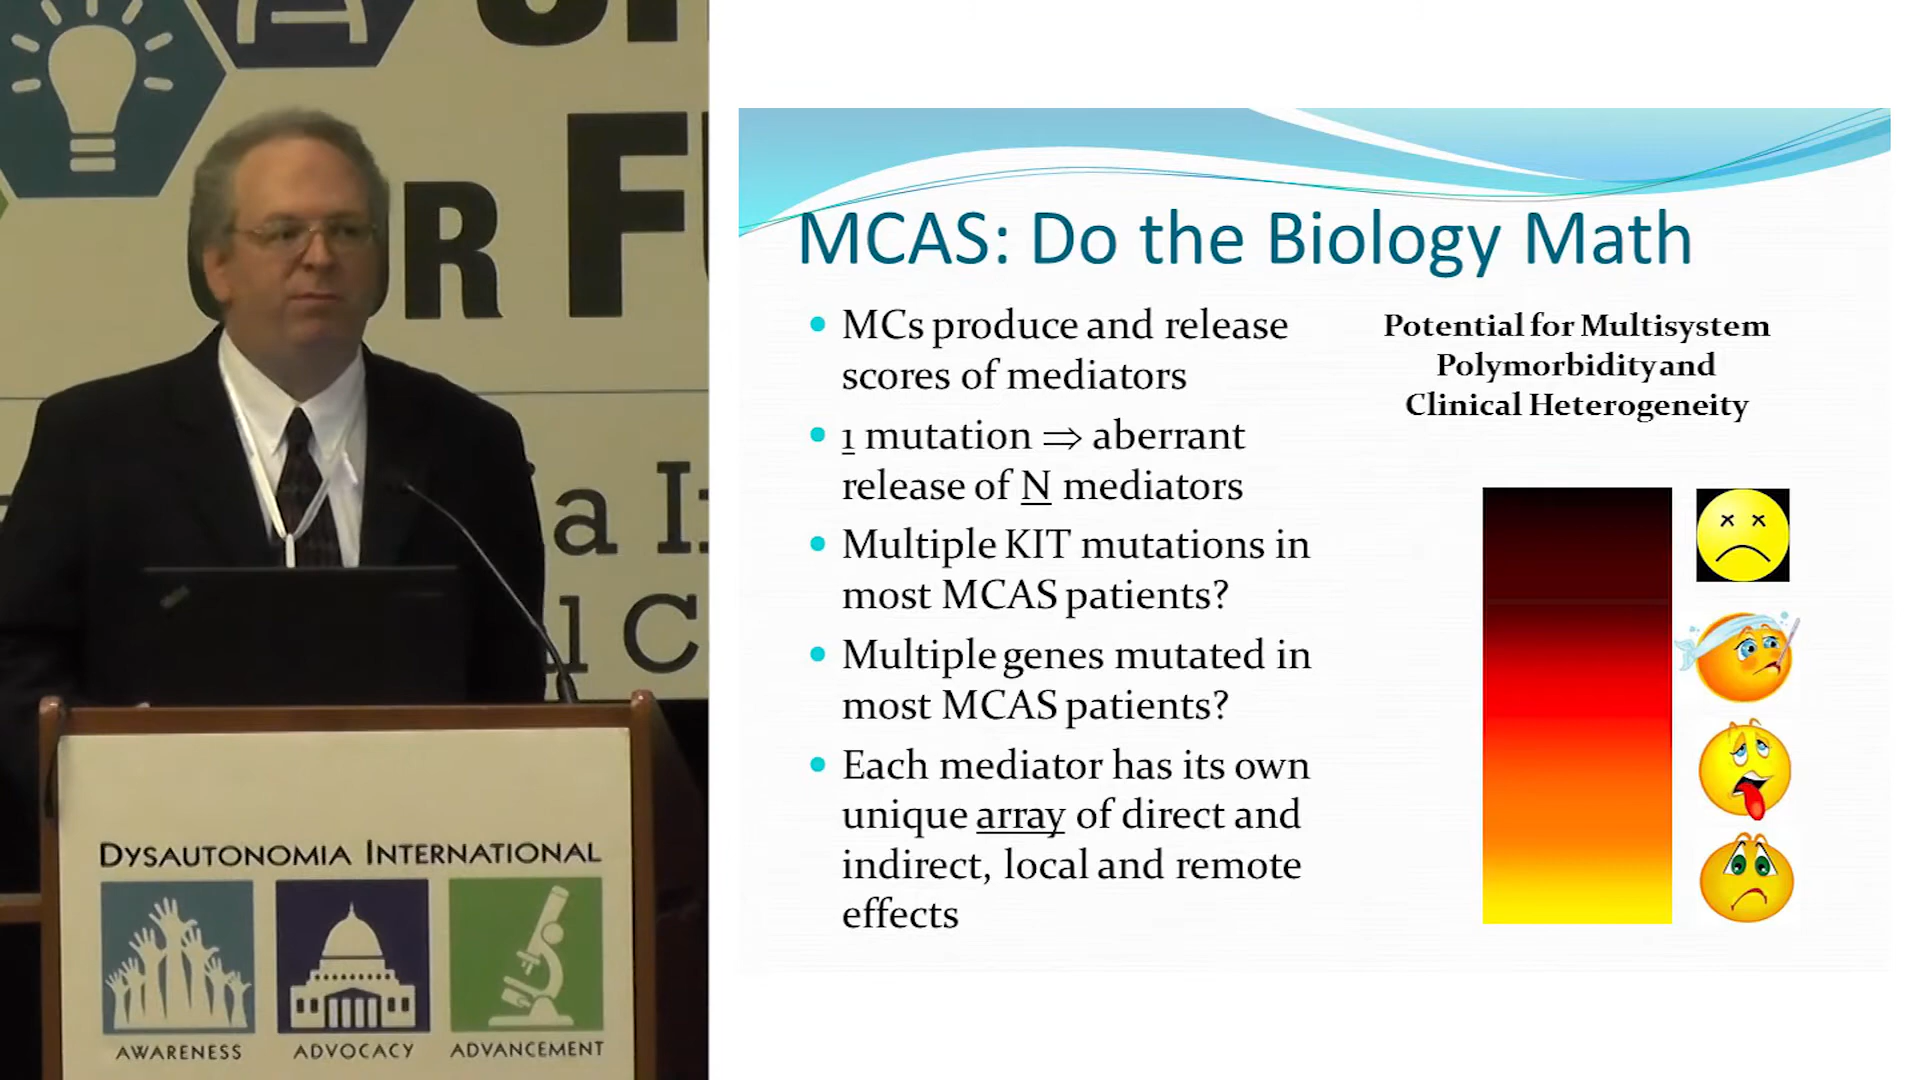 R F
a I
l C
DYSAUTONOMIA INTERNATIONAL
AWARENESS ADVOCACY ADVANCEMENT
MCAS: Do the Biology Math
• MCs produce and release
scores of mediators
• 1 mutation ⇒ aberrant
release of N mediators
• Multiple KIT mutations in
most MCAS patients?
• Multiple genes mutated in
most MCAS patients?
• Each mediator has its own
unique array of direct and
indirect, local and remote
effects
Potential for Multisystem
Polymorbidity and
Clinical Heterogeneity